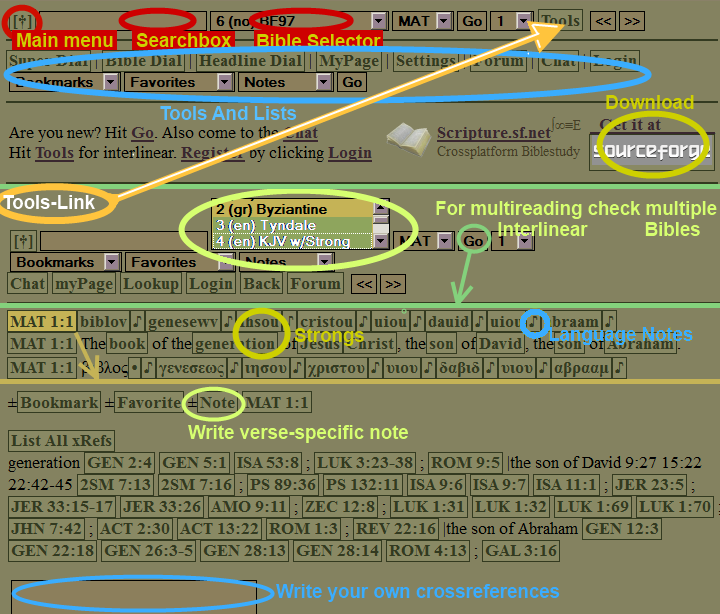 [†] 6 (no) BF97 MAT Go 1 Tools << >>
Main menu Searchbox Bible Selector
Super Dial | Bible Dial | Headline Dial | MyPage | Settings | Forum | Chat | Login
Bookmarks Favorites Notes Go
Tools And Lists
Download
Are you new? Hit Go. Also come to the Chat
Hit Tools for interlinear. Register by clicking Login
Scripture.sf.net
Crossplatform Biblestudy
∫∞≡E
Get it at
sourceforge
Tools-Link
2 (gr) Byziantine
3 (en) Tyndale
4 (en) KJV w/Strong
For multireading check multiple
Interlinear Bibles
[†] MAT Go 1
Bookmarks Favorites Notes
Chat myPage Lookup Login Back Forum << >>
MAT 1:1 biblov ♪ genesewv ♪ ihsou ♪ cristou ♪ uiou ♪ dauid ♪ uiou ♪ abraam ♪
Strongs
Language Notes
MAT 1:1 The book of the generation of Jesus Christ, the son of David, the son of Abraham.
MAT 1:1 βιβλος • ♪ γενεσεως ♪ ιησου ♪ χριστου ♪ υιου ♪ δαβιδ ♪ υιου ♪ αβρααμ ♪
±Bookmark ±Favorite ±Note MAT 1:1
Write verse-specific note
List All xRefs
generation GEN 2:4 GEN 5:1 ISA 53:8 ; LUK 3:23-38 ; ROM 9:5 |the son of David 9:27 15:22
22:42-45 2SM 7:13 2SM 7:16 ; PS 89:36 PS 132:11 ISA 9:6 ISA 9:7 ISA 11:1 ; JER 23:5 ;
JER 33:15-17 JER 33:26 AMO 9:11 ; ZEC 12:8 ; LUK 1:31 LUK 1:32 LUK 1:69 LUK 1:70 ;
JHN 7:42 ; ACT 2:30 ACT 13:22 ROM 1:3 ; REV 22:16 |the son of Abraham GEN 12:3
GEN 22:18 GEN 26:3-5 GEN 28:13 GEN 28:14 ROM 4:13 ; GAL 3:16
Write your own crossreferences